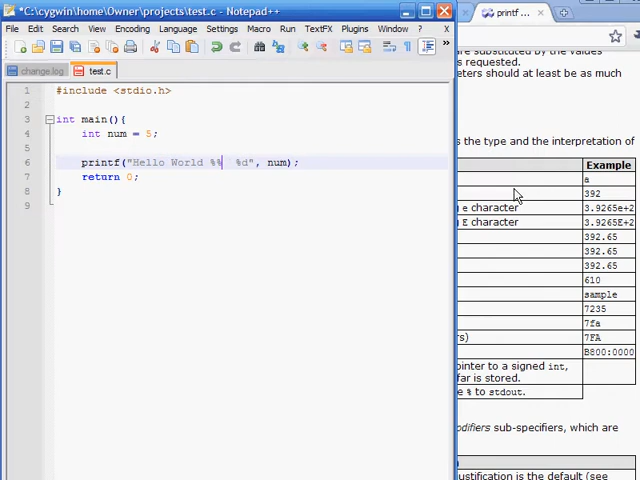 *C:\cygwin\home\Owner\projects\test.c - Notepad++
File Edit Search View Encoding Language Settings Macro Run TextFX Plugins Window
change.log
test.c
1 #include <stdio.h>
2
3 int main(){
4 int num = 5;
5
6 printf("Hello World %% %d", num);
7 return 0;
8 }
9
printf ...
are substituted by the values
is requested.
eters should at least be as much
s the type and the interpretation of
Example
a
392
g e character 3.9265e+2
g E character 3.9265E+2
392.65
392.65
392.65
610
sample
7235
7fa
rs) 7FA
B800:0000
pointer to a signed int,
far is stored.
e % to stdout.
odifiers sub-specifiers, which are
ustification is the default (see